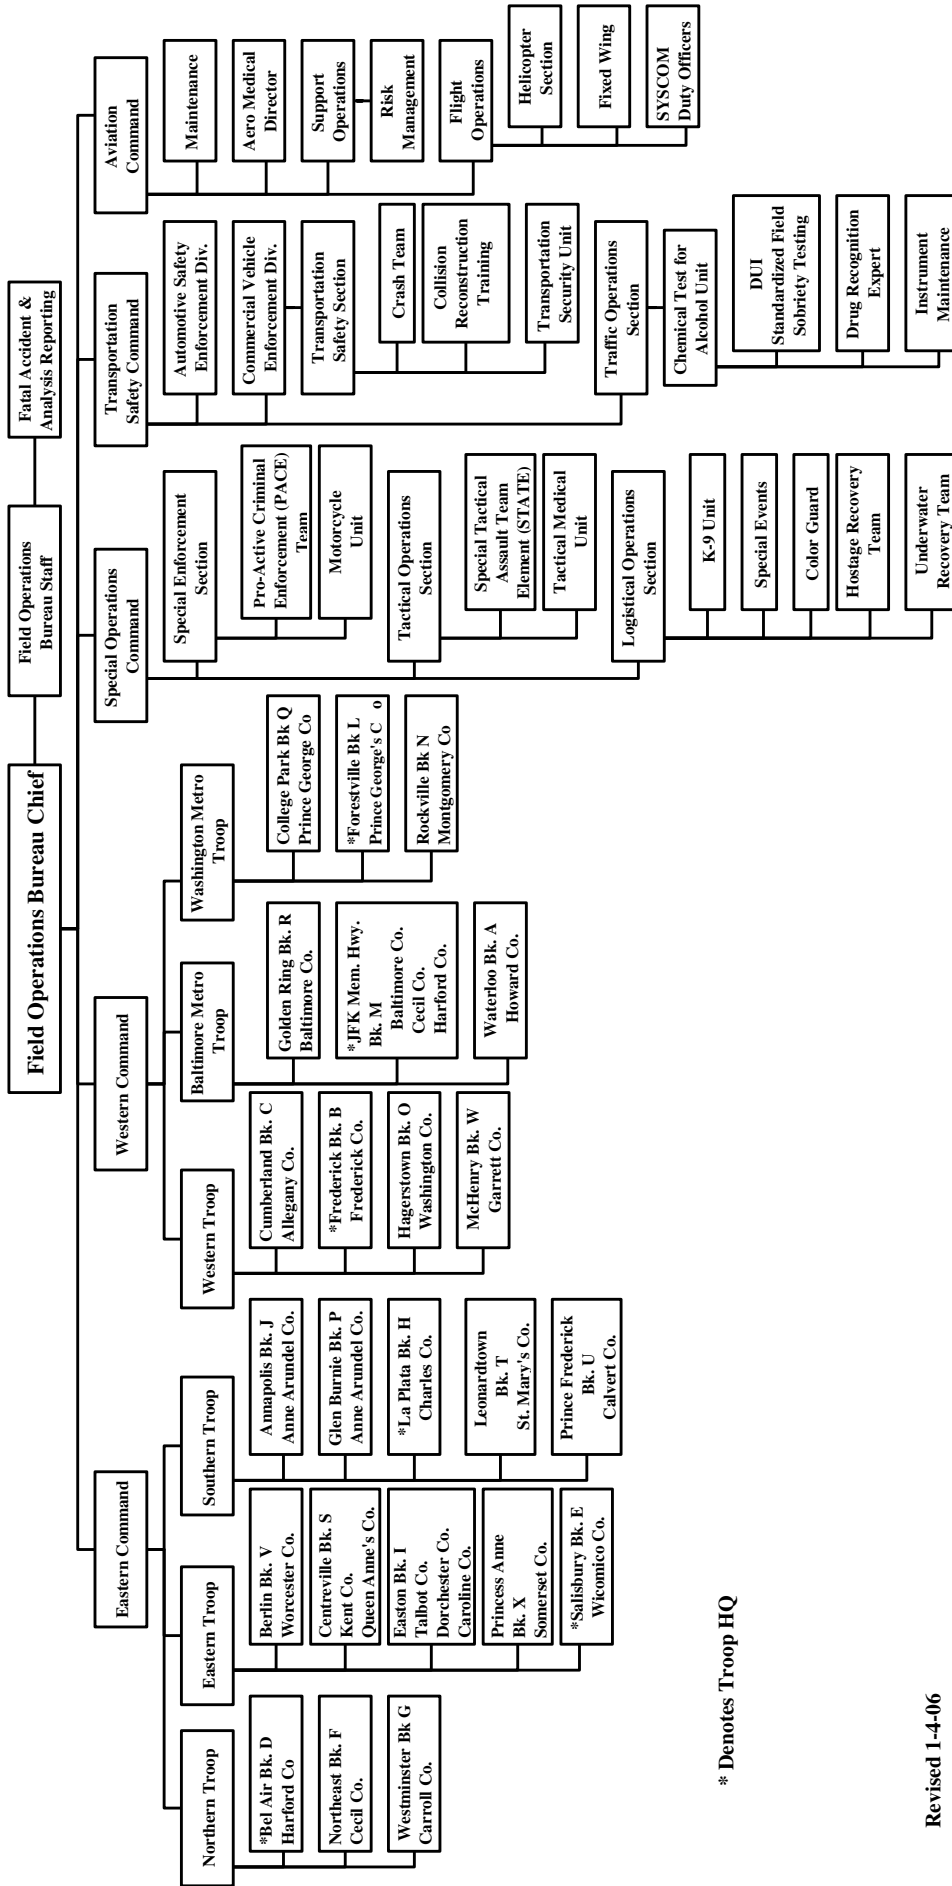 Field Operations Bureau Chief
Field Operations
Bureau Staff
Fatal Accident &
Analysis Reporting
Eastern Command
Northern Troop
*Bel Air Bk. D
Harford Co
Northeast Bk. F
Cecil Co.
Westminster Bk G
Carroll Co.
Eastern Troop
Berlin Bk. V
Worcester Co.
Centreville Bk. S
Kent Co.
Queen Anne's Co.
Easton Bk. I
Talbot Co.
Dorchester Co.
Caroline Co.
Princess Anne
Bk. X
Somerset Co.
*Salisbury Bk. E
Wicomico Co.
Southern Troop
Annapolis Bk. J
Anne Arundel Co.
Glen Burnie Bk. P
Anne Arundel Co.
*La Plata Bk. H
Charles Co.
Leonardtown
Bk. T
St. Mary's Co.
Prince Frederick
Bk. U
Calvert Co.
Western Command
Western Troop
Cumberland Bk. C
Allegany Co.
*Frederick Bk. B
Frederick Co.
Hagerstown Bk. O
Washington Co.
McHenry Bk. W
Garrett Co.
Baltimore Metro
Troop
Golden Ring Bk. R
Baltimore Co.
*JFK Mem. Hwy.
Bk. M
Baltimore Co.
Cecil Co.
Harford Co.
Waterloo Bk. A
Howard Co.
Washington Metro
Troop
College Park Bk Q
Prince George Co
*Forestville Bk L
Prince George's C o
Rockville Bk N
Montgomery Co
Special Operations
Command
Special Enforcement
Section
Pro-Active Criminal
Enforcement (PACE)
Team
Motorcycle
Unit
Tactical Operations
Section
Special Tactical
Assault Team
Element (STATE)
Tactical Medical
Unit
Logistical Operations
Section
K-9 Unit
Special Events
Color Guard
Hostage Recovery
Team
Underwater
Recovery Team
Transportation
Safety Command
Automotive Safety
Enforcement Div.
Commercial Vehicle
Enforcement Div.
Transportation
Safety Section
Crash Team
Collision
Reconstruction
Training
Transportation
Security Unit
Traffic Operations
Section
Chemical Test for
Alcohol Unit
DUI
Standardized Field
Sobriety Testing
Drug Recognition
Expert
Instrument
Maintenance
Aviation
Command
Maintenance
Aero Medical
Director
Support
Operations
Risk
Management
Flight
Operations
Helicopter
Section
Fixed Wing
SYSCOM
Duty Officers
* Denotes Troop HQ
Revised 1-4-06